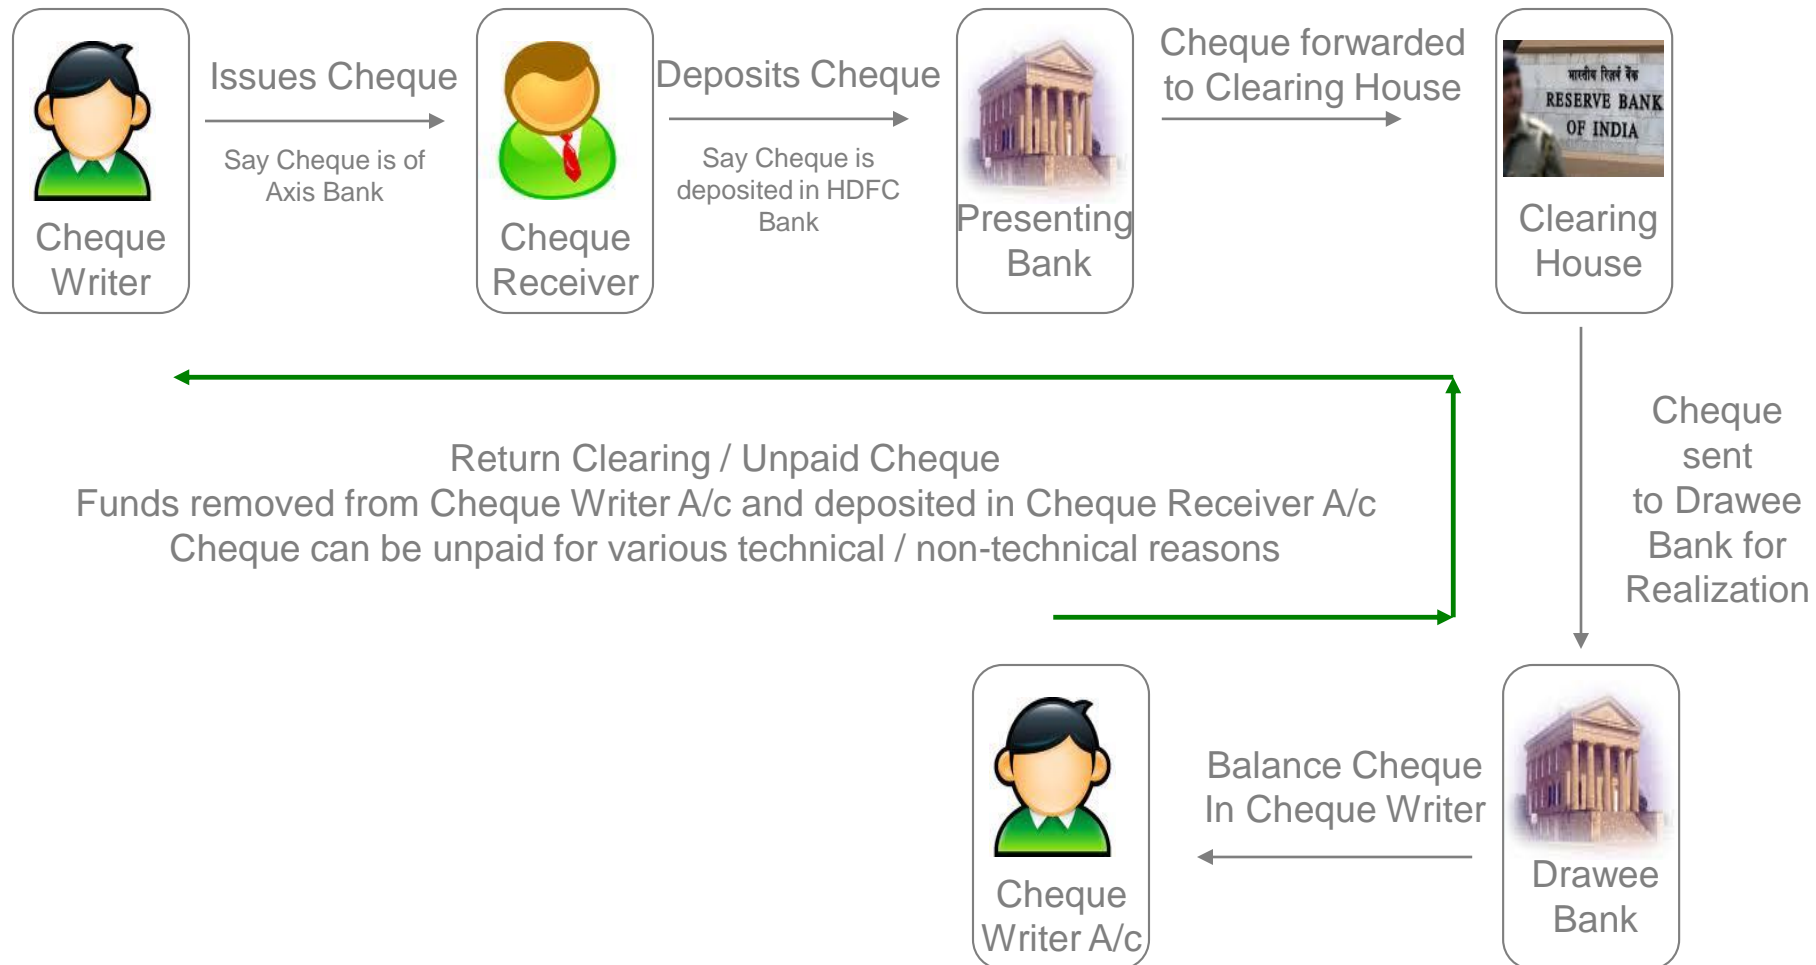 Issues Cheque
Say Cheque is of
Axis Bank
Deposits Cheque
Say Cheque is
deposited in HDFC
Bank
Cheque forwarded
to Clearing House
भारतीय रिज़र्व बैंक
RESERVE BANK
OF INDIA
Cheque
Writer
Cheque
Receiver
Presenting
Bank
Clearing
House
Return Clearing / Unpaid Cheque
Funds removed from Cheque Writer A/c and deposited in Cheque Receiver A/c
Cheque can be unpaid for various technical / non-technical reasons
Cheque
sent
to Drawee
Bank for
Realization
Balance Cheque
In Cheque Writer
Cheque
Writer A/c
Drawee
Bank